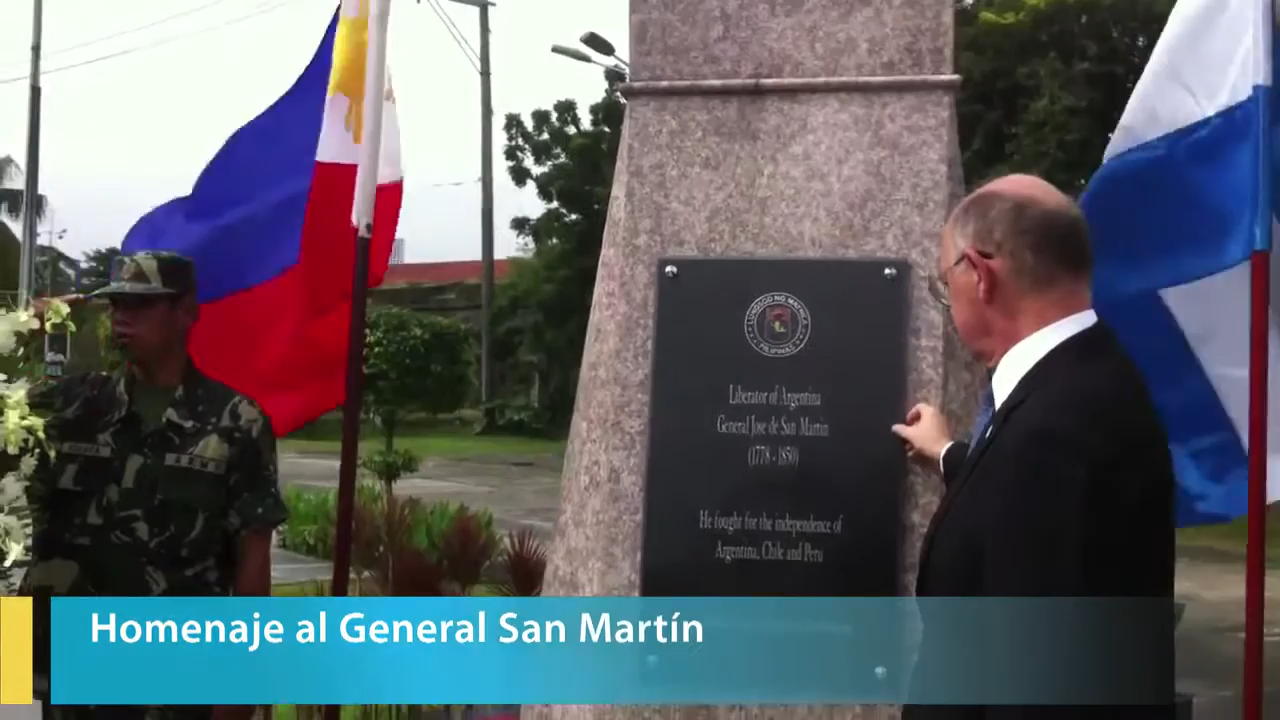 LUNGSOD NG MAYNILA
PILIPINAS
Liberator of Argentina
General Jose de San Martin
(1778 - 1850)
He fought for the independence of
Argentina, Chile and Peru
ARMY
Homenaje al General San Martín